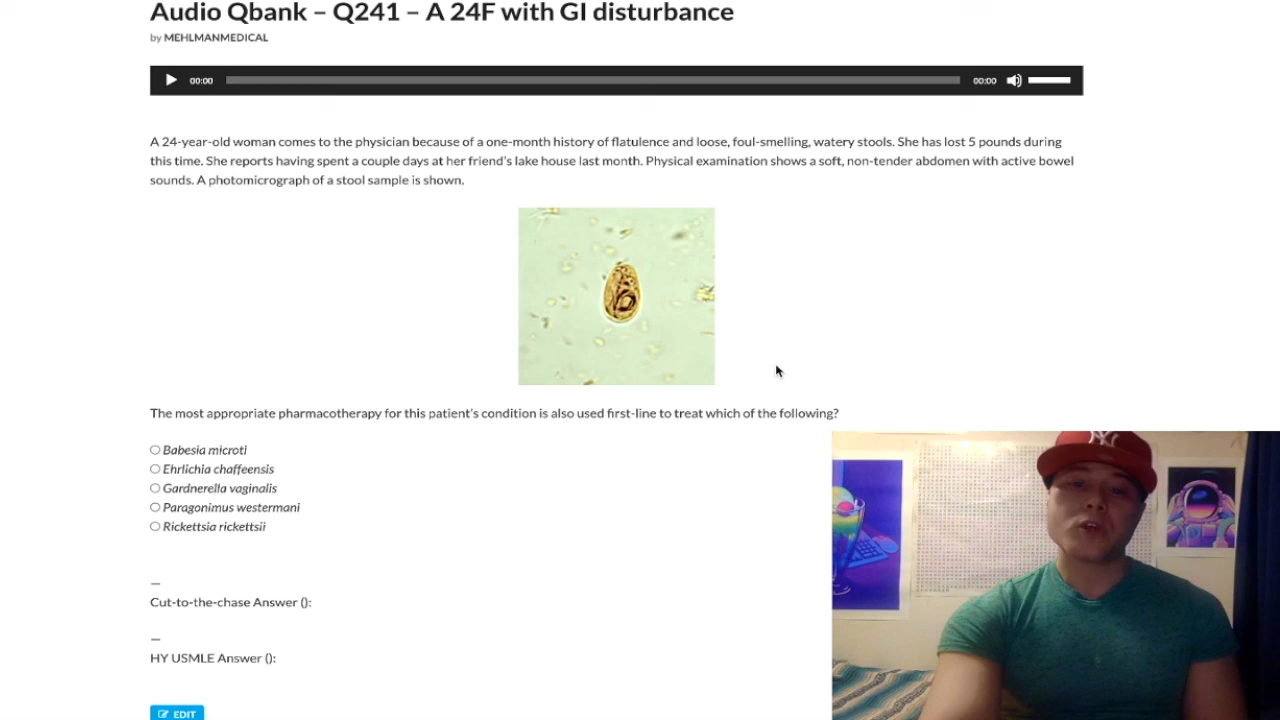 Audio Qbank – Q241 – A 24F with GI disturbance
by MEHLMANMEDICAL
00:00
00:00
A 24-year-old woman comes to the physician because of a one-month history of flatulence and loose, foul-smelling, watery stools. She has lost 5 pounds during
this time. She reports having spent a couple days at her friend's lake house last month. Physical examination shows a soft, non-tender abdomen with active bowel
sounds. A photomicrograph of a stool sample is shown.
The most appropriate pharmacotherapy for this patient's condition is also used first-line to treat which of the following?
Babesia microti
Ehrlichia chaffeensis
Gardnerella vaginalis
Paragonimus westermani
Rickettsia rickettsii
—
Cut-to-the-chase Answer ():
—
HY USMLE Answer ():
EDIT
NY